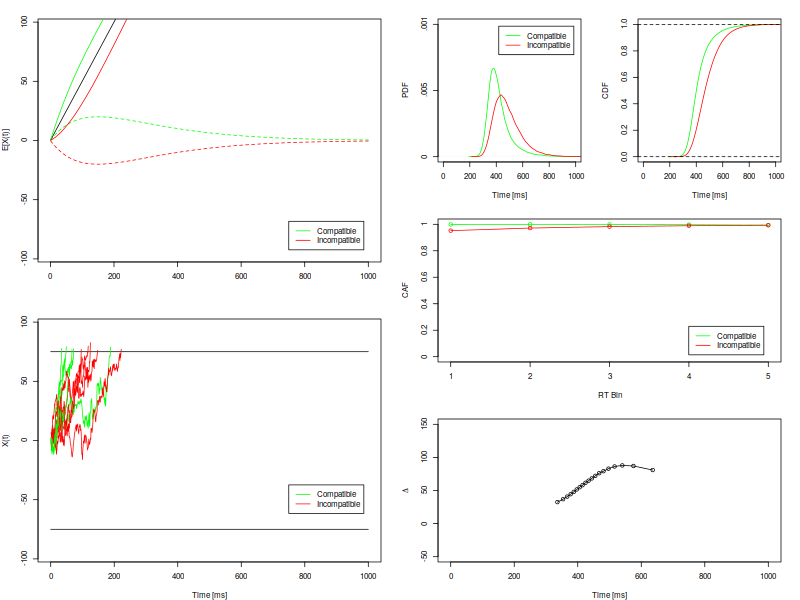 E[X(t)]
100
50
0
-50
-100
0 200 400 600 800 1000
Compatible
Incompatible
X(t)
100
50
0
-50
-100
0 200 400 600 800 1000
Time [ms]
Compatible
Incompatible
PDF
.001
.005
0
0 200 400 600 800 1000
Time [ms]
Compatible
Incompatible
CDF
1.0
0.8
0.6
0.4
0.2
0.0
0 200 400 600 800 1000
Time [ms]
CAF
1
0.8
0.6
0.4
0.2
0
1 2 3 4 5
RT Bin
Compatible
Incompatible
Δ
150
100
50
0
-50
0 200 400 600 800 1000
Time [ms]